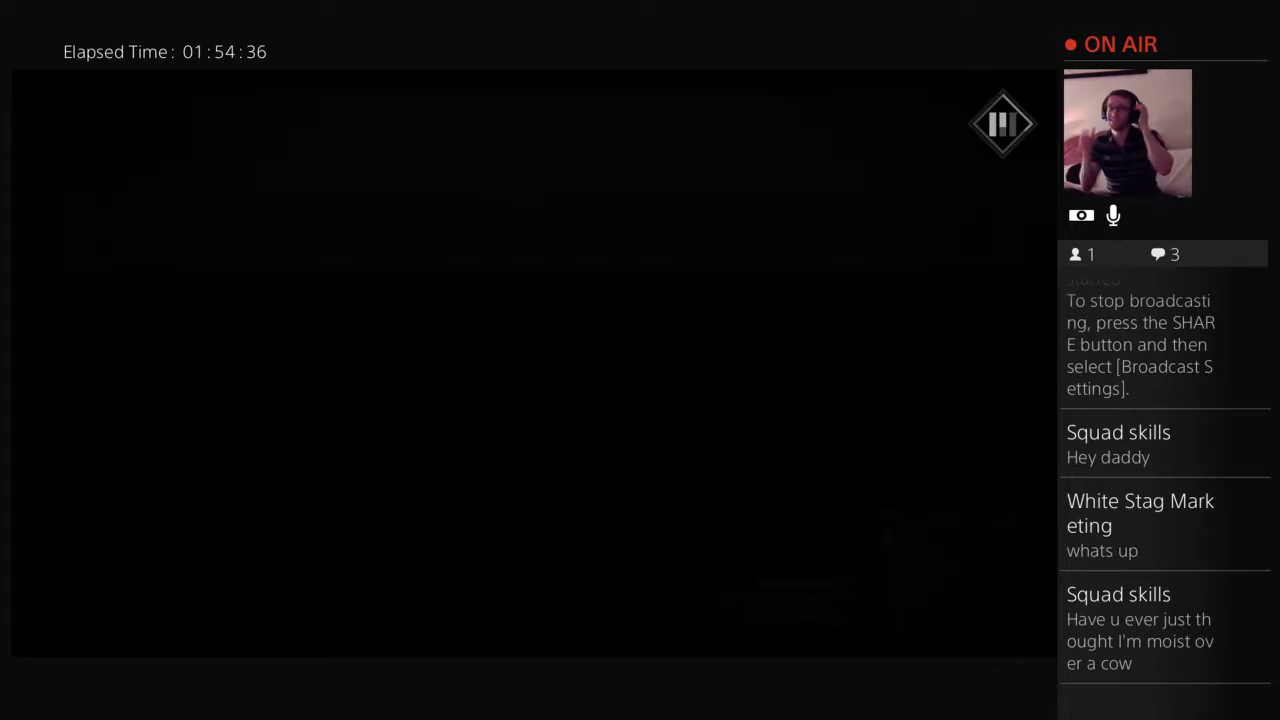 Elapsed Time: 01:54:36
ON AIR
1 3
started
To stop broadcasti
ng, press the SHAR
E button and then
select [Broadcast S
ettings].
Squad skills
Hey daddy
White Stag Mark
eting
whats up
Squad skills
Have u ever just th
ought I'm moist ov
er a cow